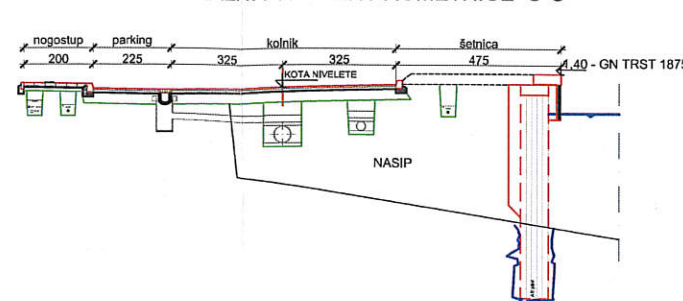 nogostup parking kolnik šetnica
200 225 325 325 475
1.40 - GN TRST 1875
KOTA NIVELETE
NASIP